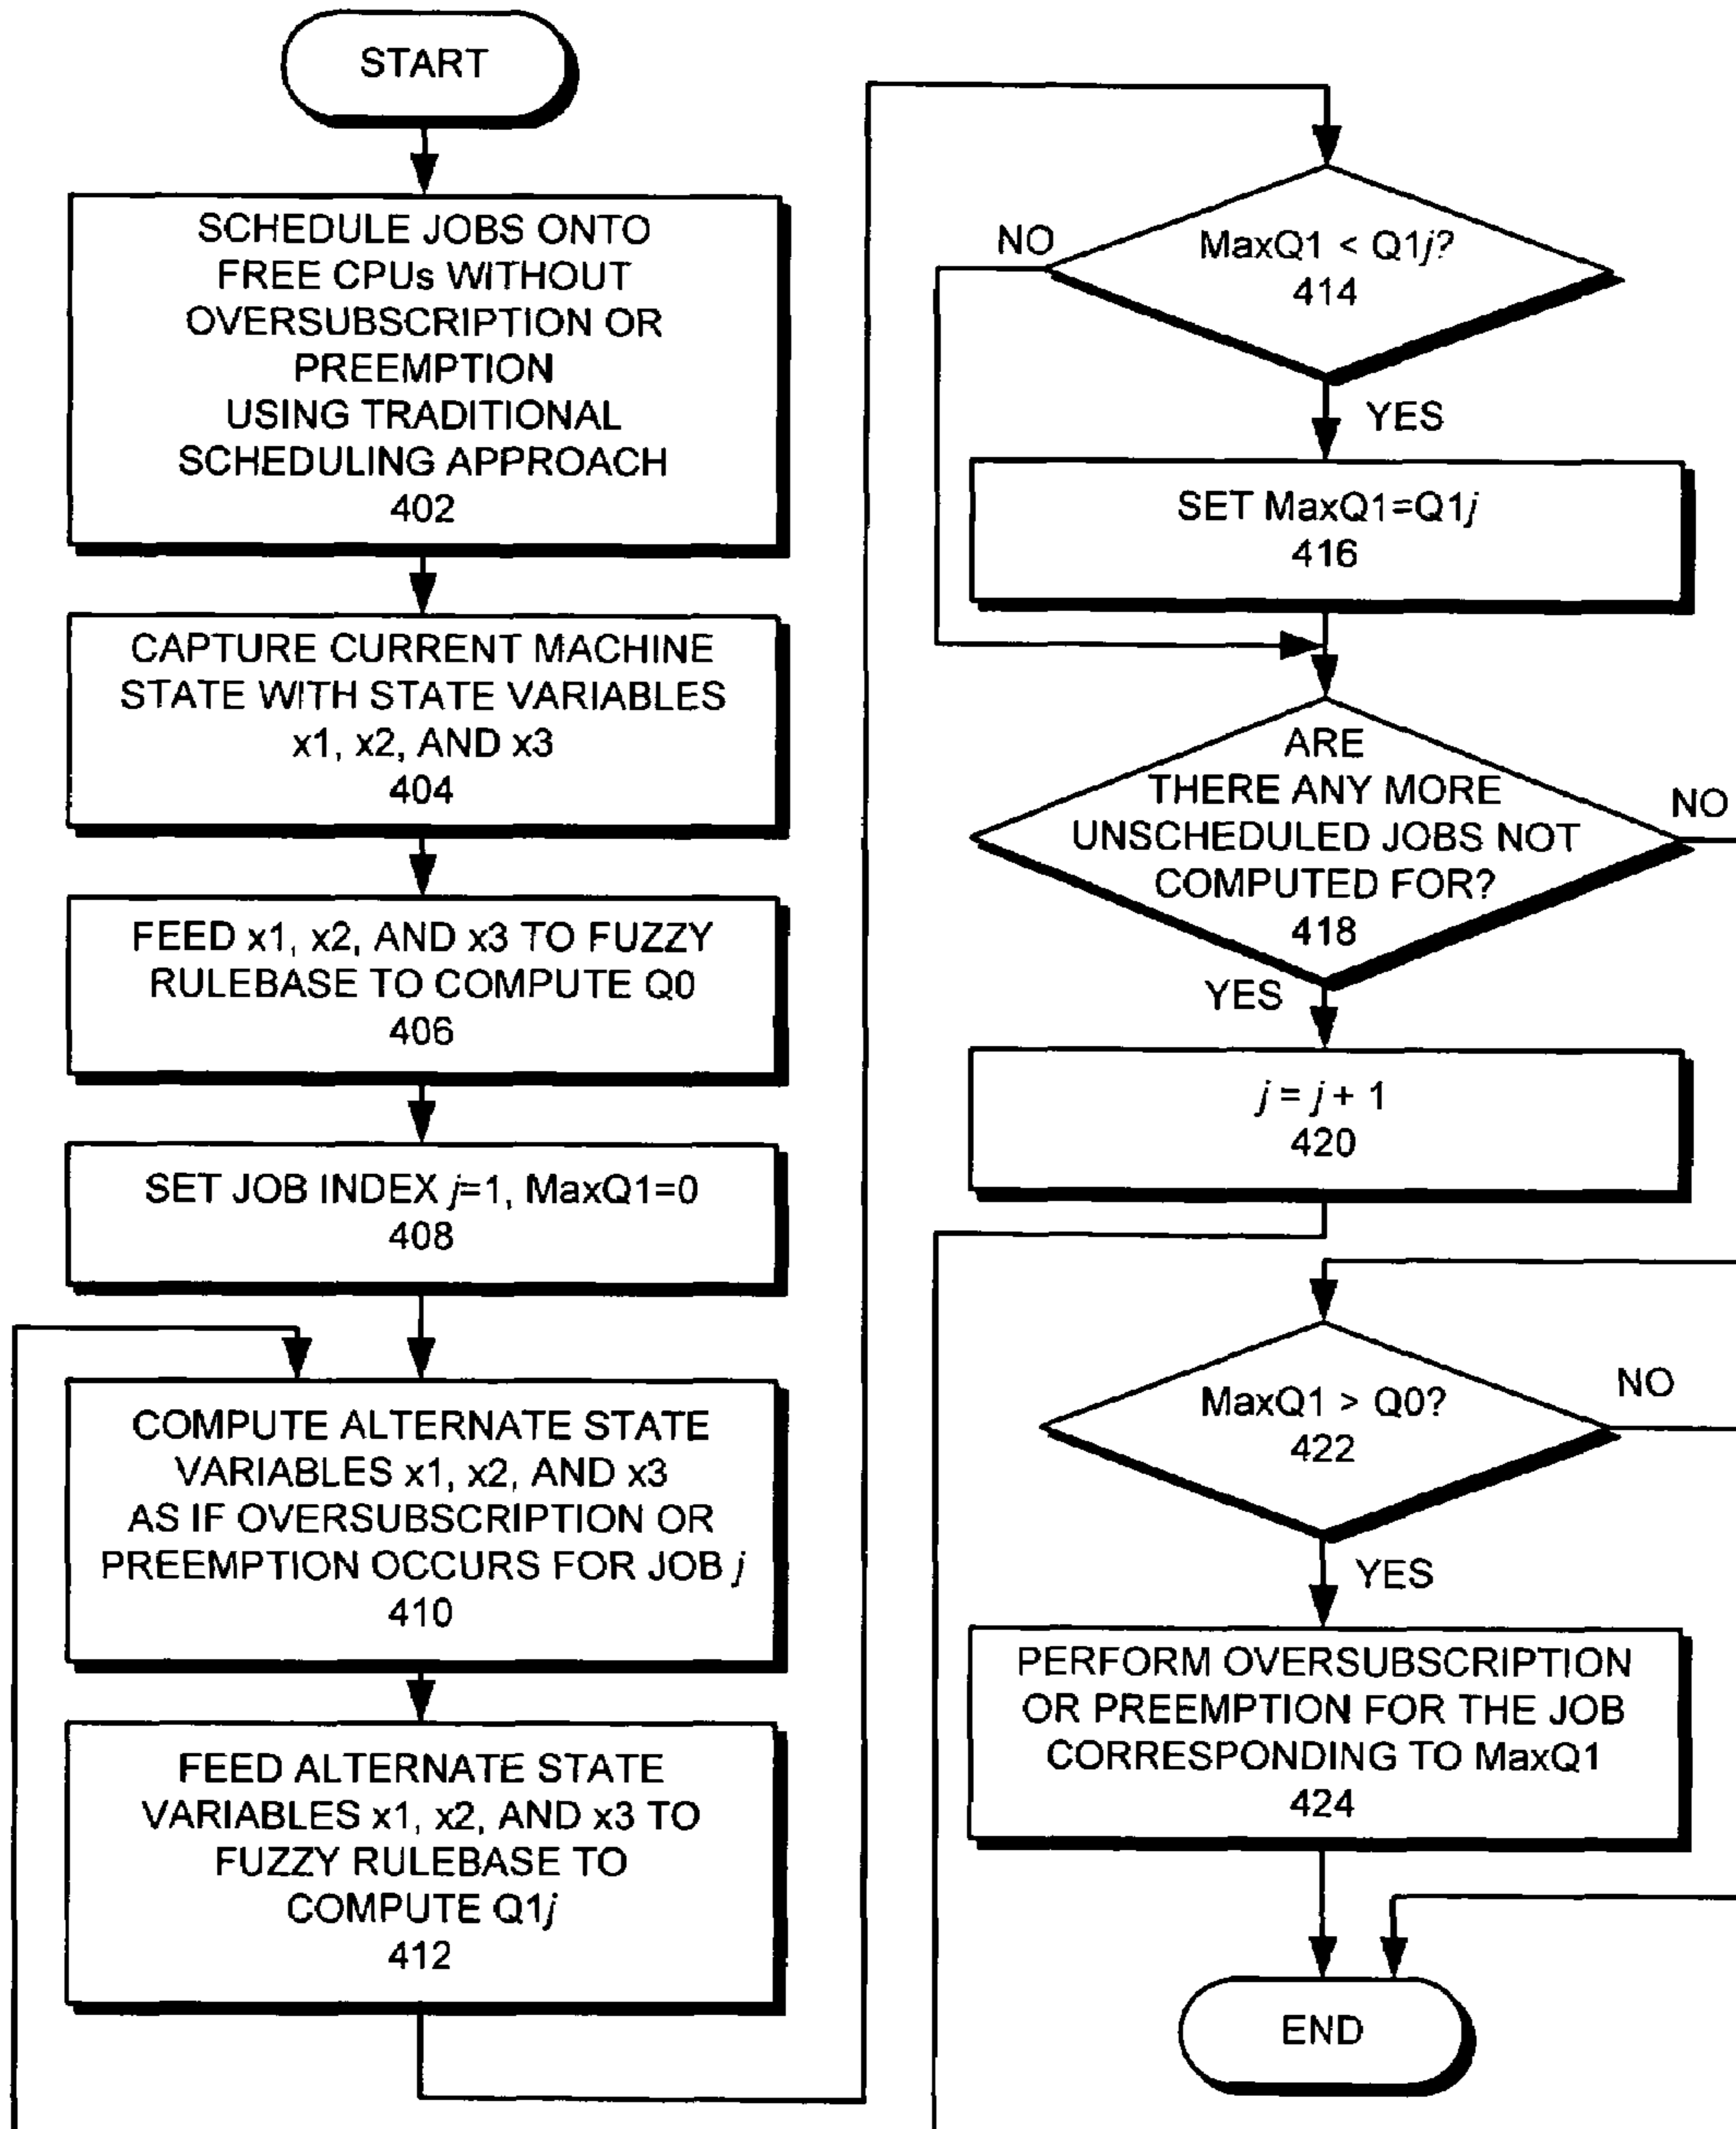 START
SCHEDULE JOBS ONTO
FREE CPUs WITHOUT
OVERSUBSCRIPTION OR
PREEMPTION
USING TRADITIONAL
SCHEDULING APPROACH
402
CAPTURE CURRENT MACHINE
STATE WITH STATE VARIABLES
x1, x2, AND x3
404
FEED x1, x2, AND x3 TO FUZZY
RULEBASE TO COMPUTE Q0
406
SET JOB INDEX j=1, MaxQ1=0
408
COMPUTE ALTERNATE STATE
VARIABLES x1, x2, AND x3
AS IF OVERSUBSCRIPTION OR
PREEMPTION OCCURS FOR JOB j
410
FEED ALTERNATE STATE
VARIABLES x1, x2, AND x3 TO
FUZZY RULEBASE TO
COMPUTE Q1j
412
NO
MaxQ1 < Q1j?
414
YES
SET MaxQ1=Q1j
416
ARE
THERE ANY MORE
UNSCHEDULED JOBS NOT
COMPUTED FOR?
418
NO
YES
j = j + 1
420
MaxQ1 > Q0?
422
NO
YES
PERFORM OVERSUBSCRIPTION
OR PREEMPTION FOR THE JOB
CORRESPONDING TO MaxQ1
424
END